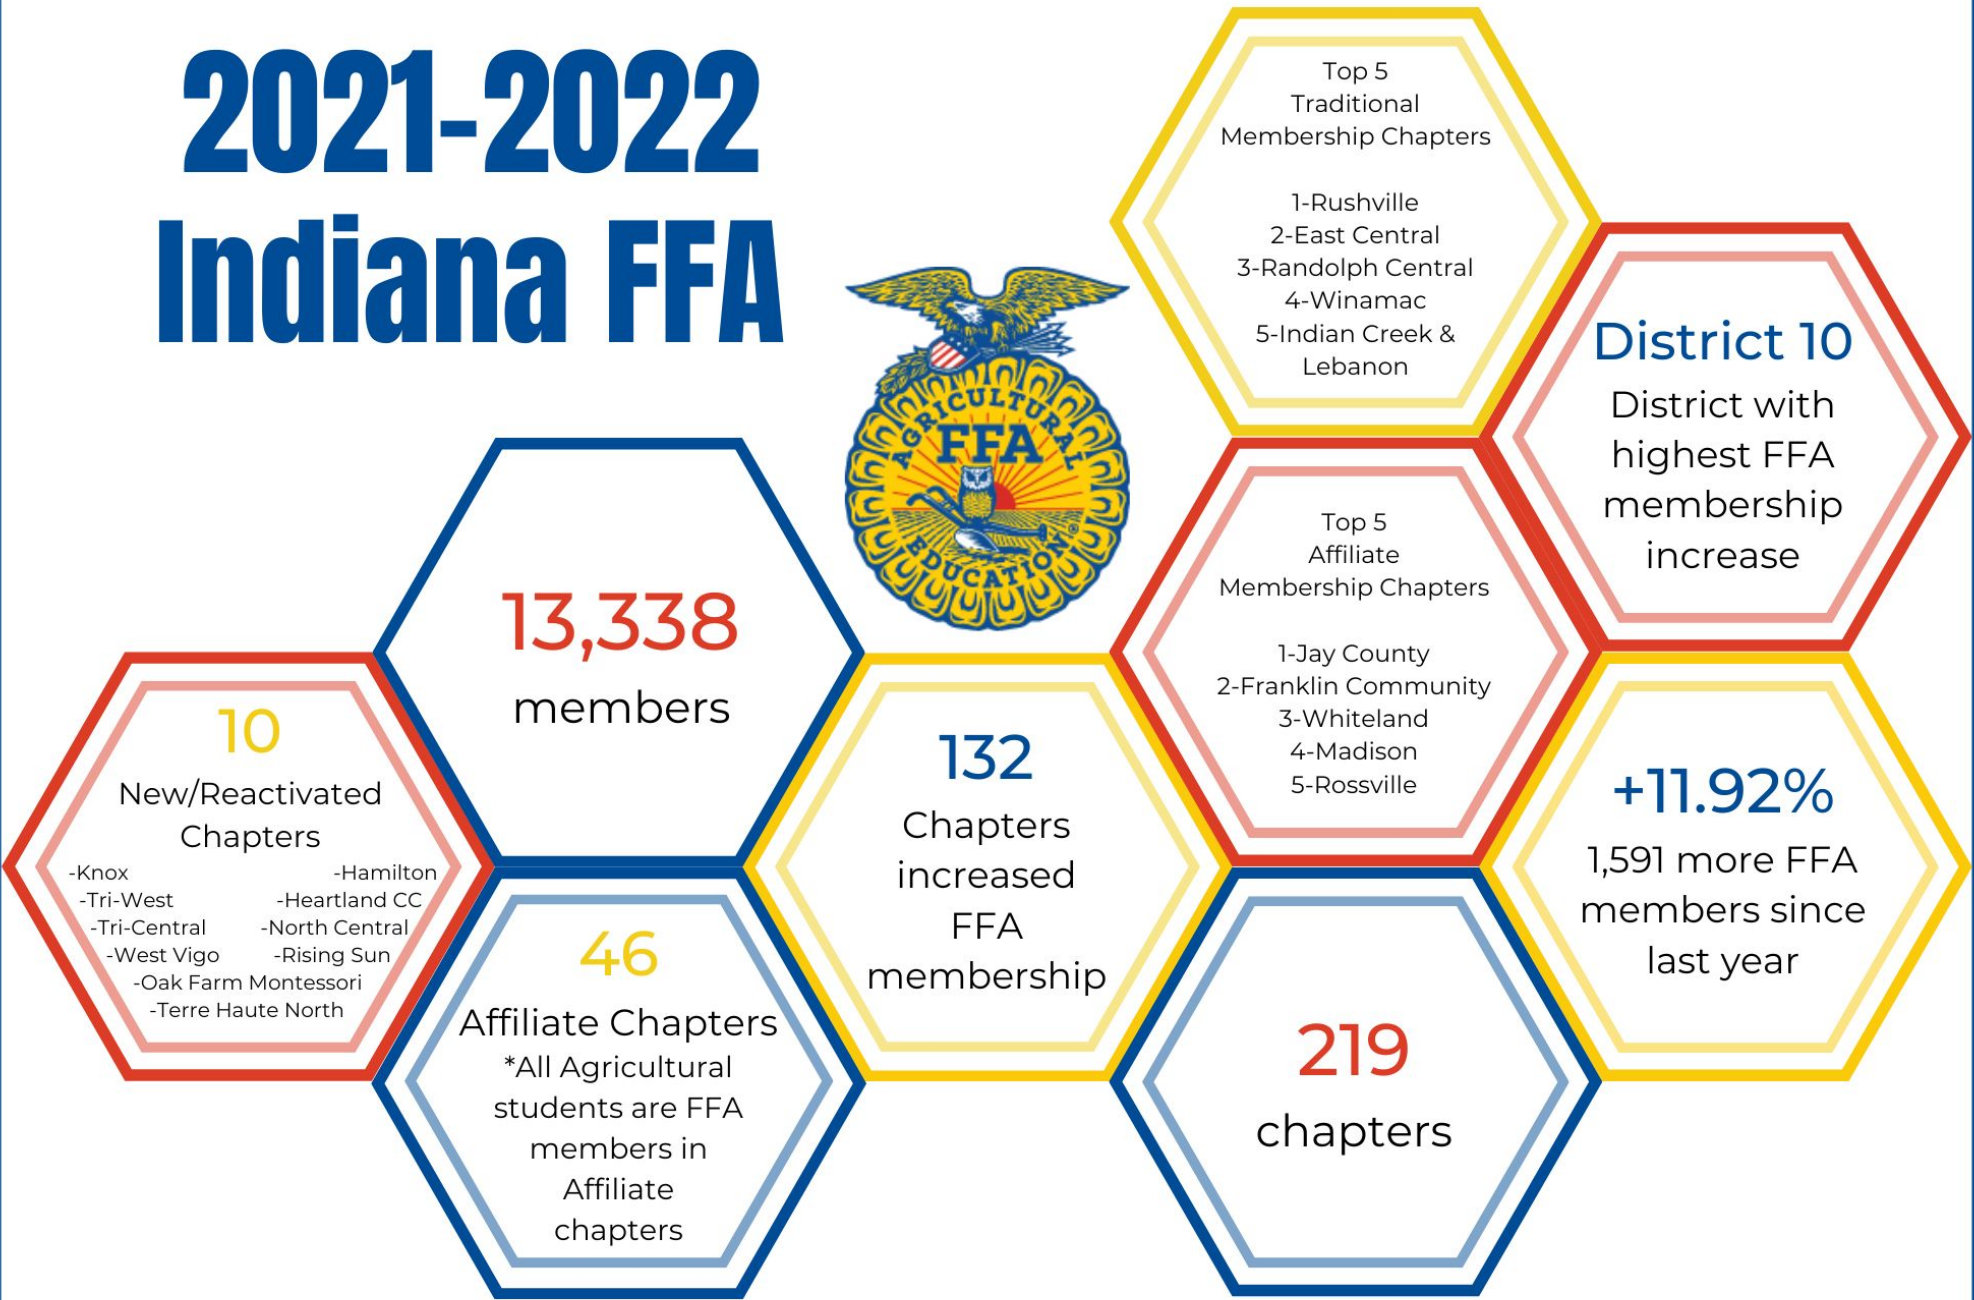 2021-2022
Indiana FFA
Top 5
Traditional
Membership Chapters
1-Rushville
2-East Central
3-Randolph Central
4-Winamac
5-Indian Creek &
Lebanon
District 10
District with
highest FFA
membership
increase
AGRICULTURAL
FFA
EDUCATION
®
13,338
members
Top 5
Affiliate
Membership Chapters
1-Jay County
2-Franklin Community
3-Whiteland
4-Madison
5-Rossville
10
New/Reactivated
Chapters
-Knox
-Tri-West
-Tri-Central
-West Vigo
-Hamilton
-Heartland CC
-North Central
-Rising Sun
-Oak Farm Montessori
-Terre Haute North
132
Chapters
increased
FFA
membership
+11.92%
1,591 more FFA
members since
last year
46
Affiliate Chapters
*All Agricultural
students are FFA
members in
Affiliate
chapters
219
chapters